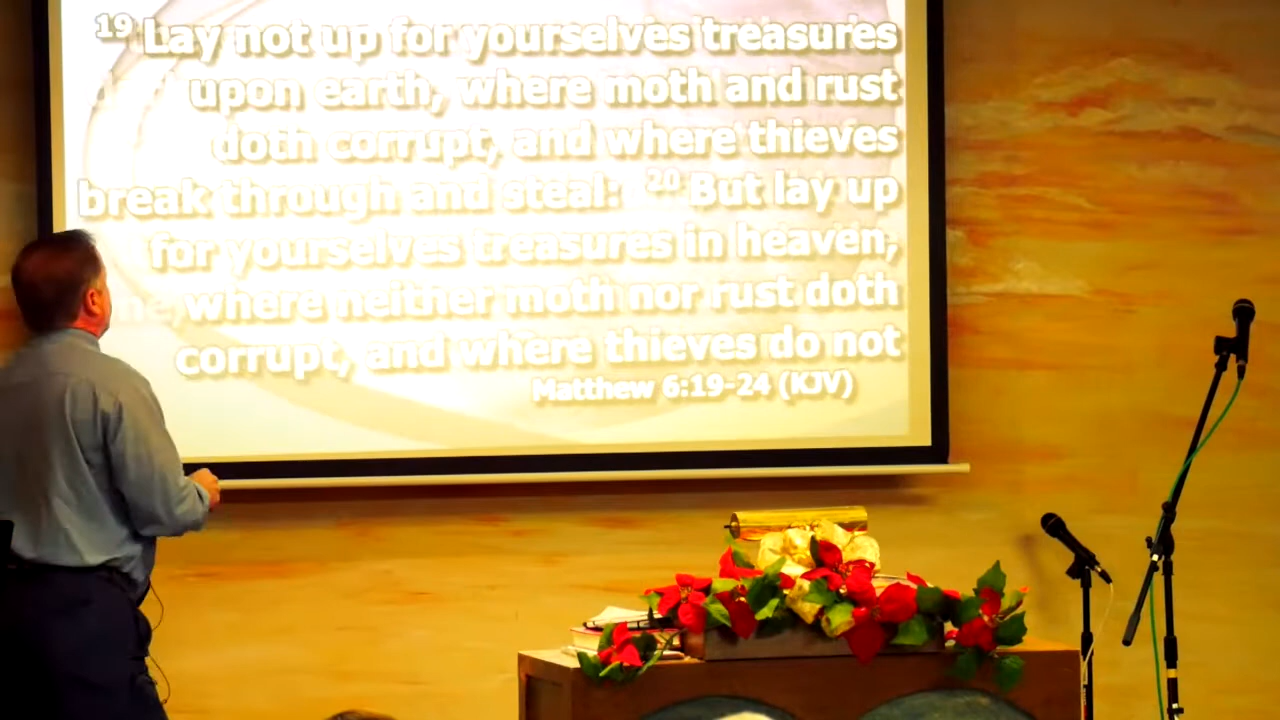 19 Lay not up for yourselves treasures
upon earth, where moth and rust
doth corrupt, and where thieves
break through and steal: 20 But lay up
for yourselves treasures in heaven,
where neither moth nor rust doth
corrupt, and where thieves do not
Matthew 6:19-24 (KJV)